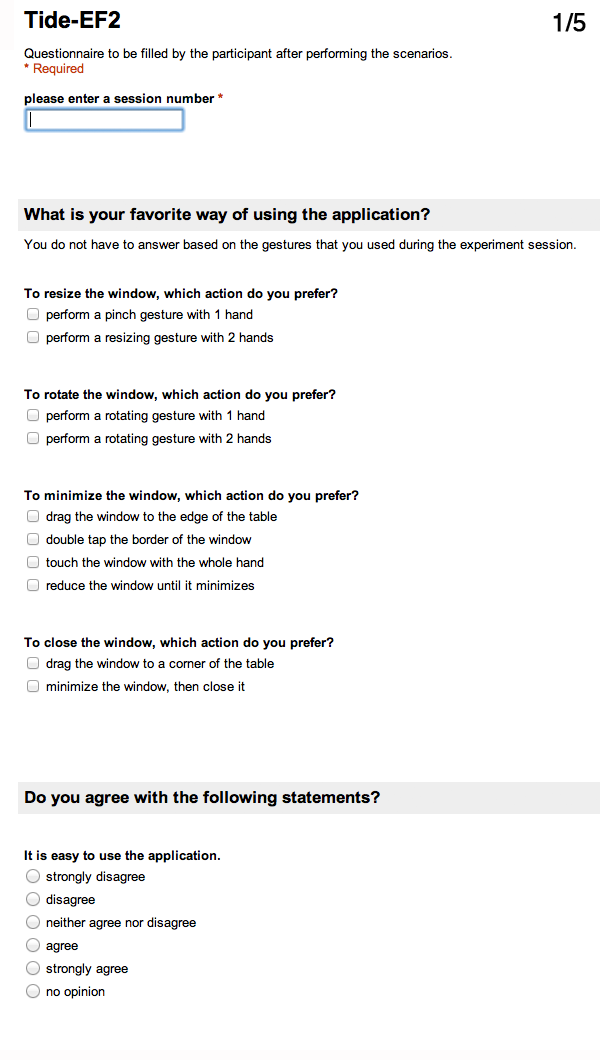 Tide-EF2
1/5
Questionnaire to be filled by the participant after performing the scenarios.
* Required
please enter a session number *
What is your favorite way of using the application?
You do not have to answer based on the gestures that you used during the experiment session.
To resize the window, which action do you prefer?
perform a pinch gesture with 1 hand
perform a resizing gesture with 2 hands
To rotate the window, which action do you prefer?
perform a rotating gesture with 1 hand
perform a rotating gesture with 2 hands
To minimize the window, which action do you prefer?
drag the window to the edge of the table
double tap the border of the window
touch the window with the whole hand
reduce the window until it minimizes
To close the window, which action do you prefer?
drag the window to a corner of the table
minimize the window, then close it
Do you agree with the following statements?
It is easy to use the application.
strongly disagree
disagree
neither agree nor disagree
agree
strongly agree
no opinion